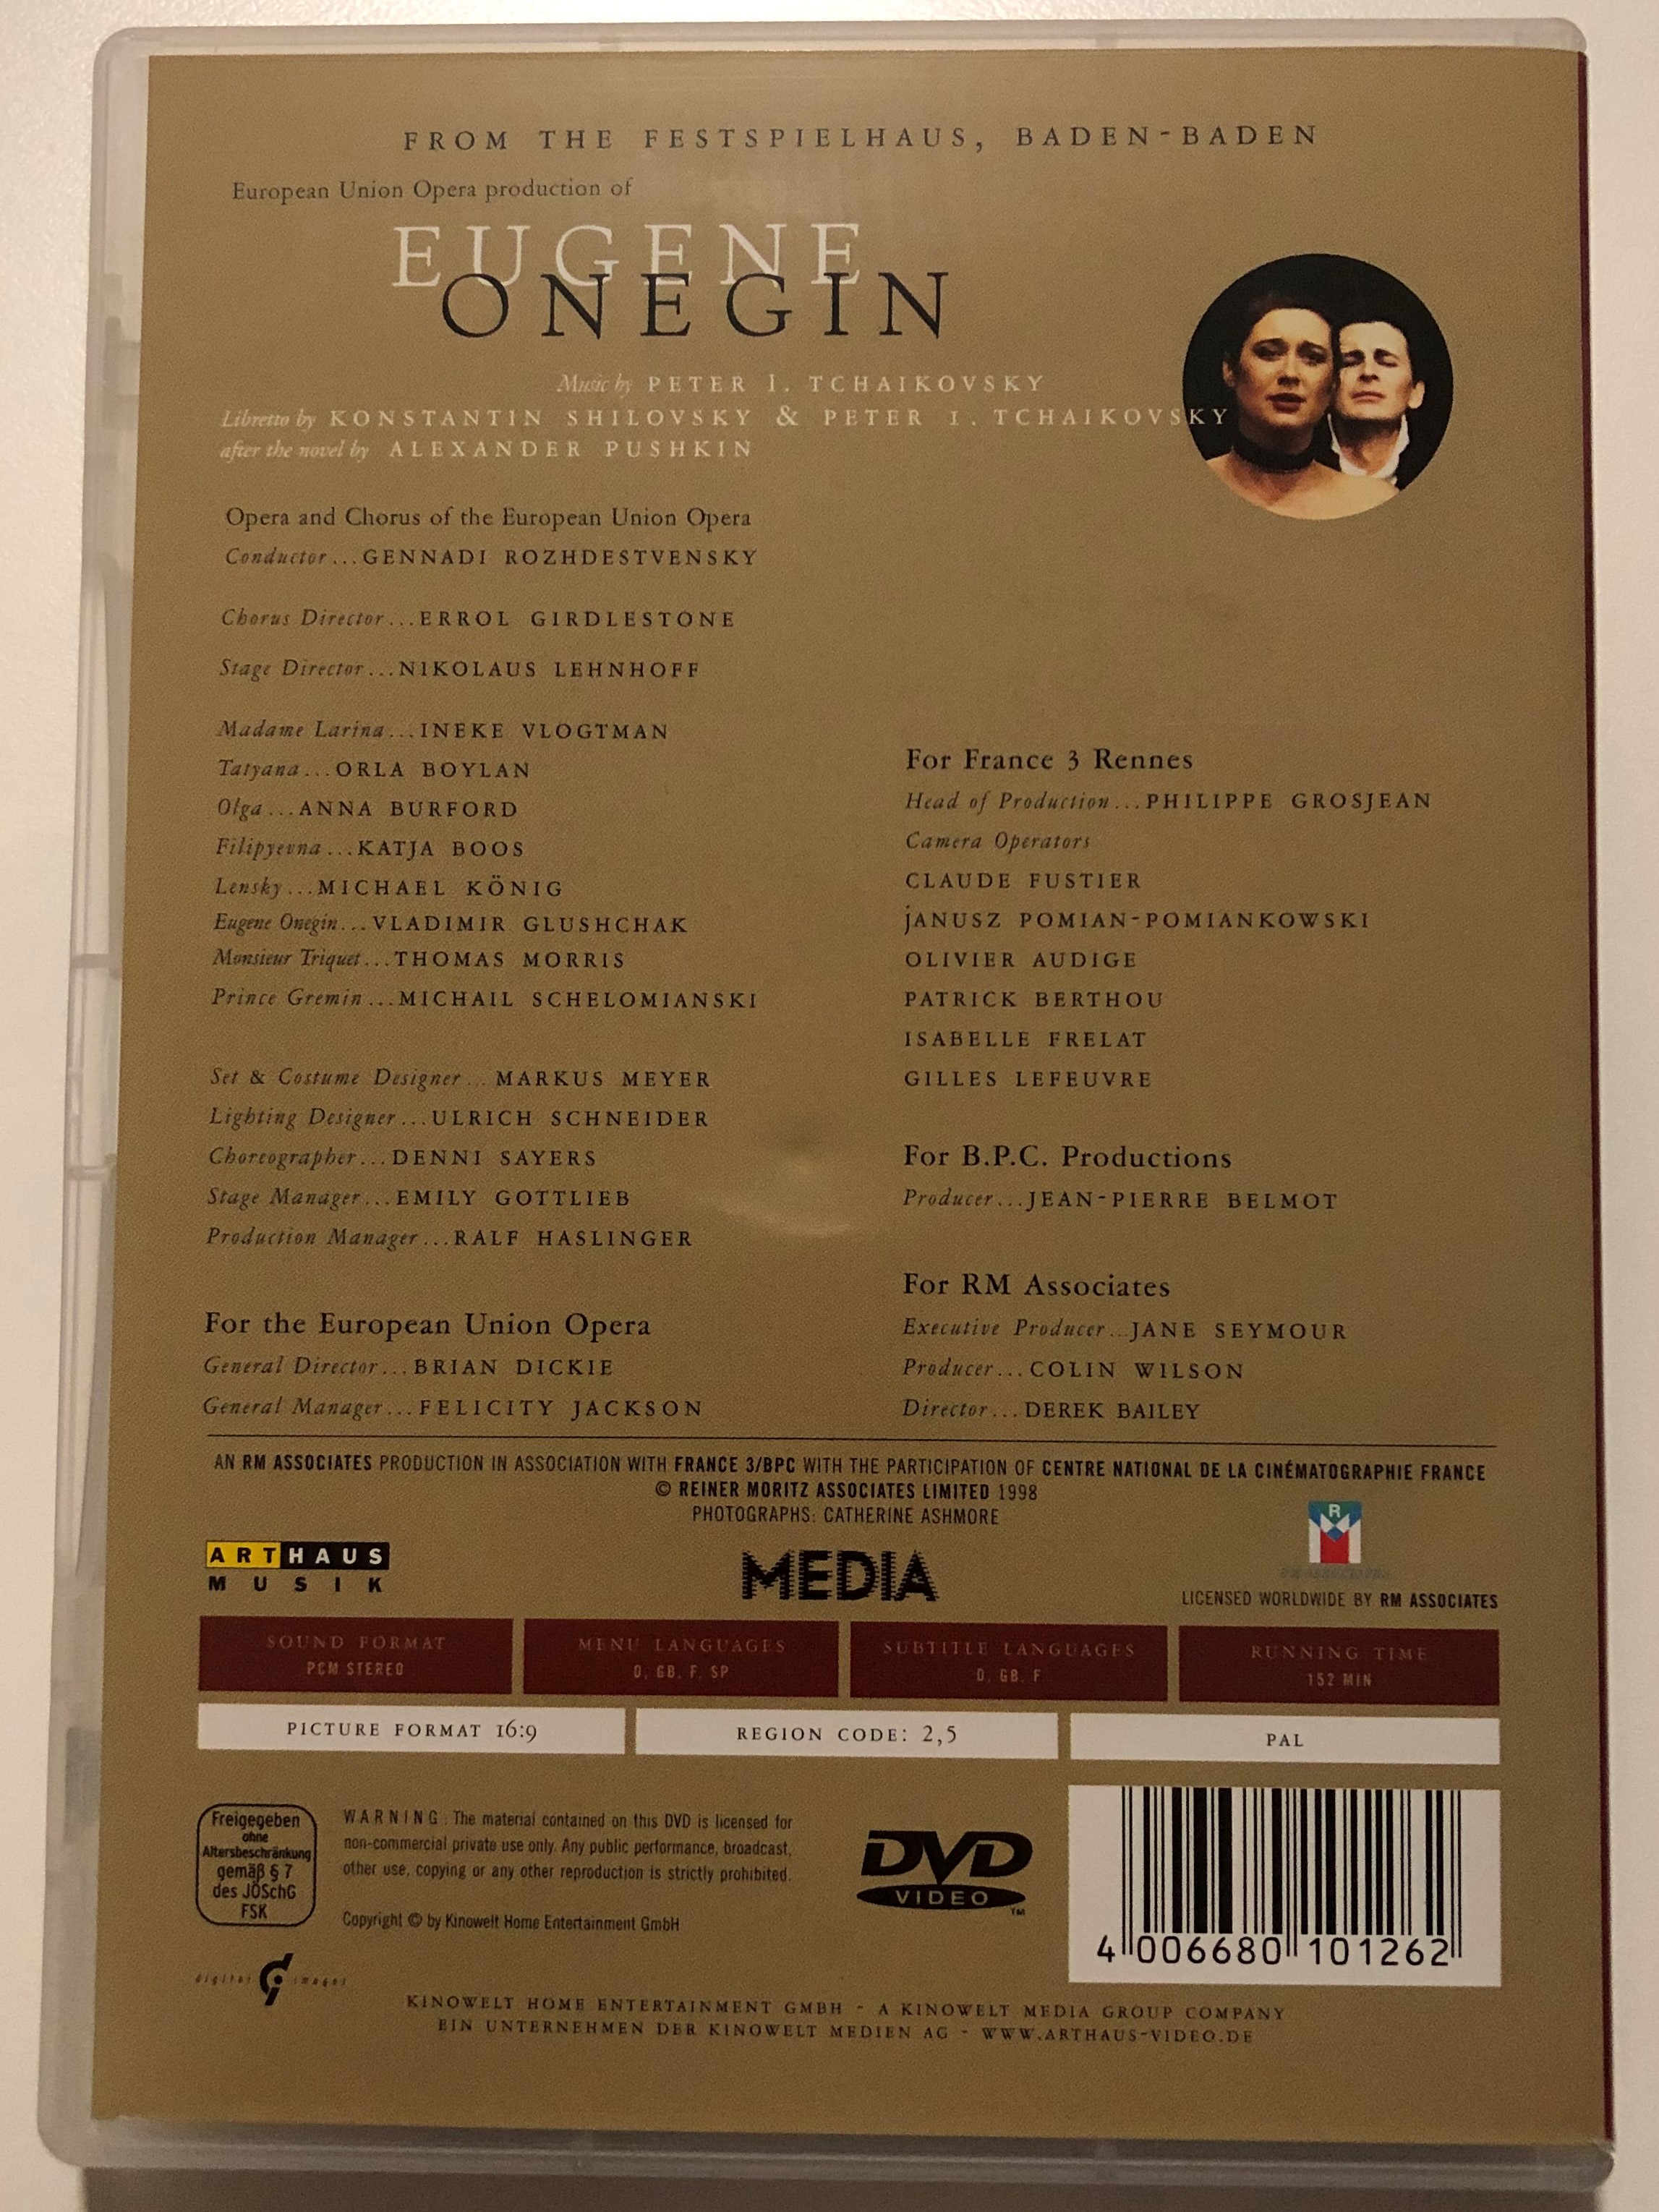 FROM THE FESTSPIELHAUS, BADEN-BADEN
European Union Opera production of
EUGENE
ONEGIN
Music by PETER I. TCHAIKOVSKY
Libretto by KONSTANTIN SHILOVSKY & PETER I. TCHAIKOVSKY
after the novel by ALEXANDER PUSHKIN
Opera and Chorus of the European Union Opera
Conductor...GENNADI ROZHDESTVENSKY
Chorus Director...ERROL GIRDLESTONE
Stage Director...NIKOLAUS LEHNHOFF
Madame Larina...INEKE VLOGTMAN
Tatyana...ORLA BOYLAN
Olga...ANNA BURFORD
Filipyevna...KATJA BOOS
Lensky...MICHAEL KÖNIG
Eugene Onegin...VLADIMIR GLUSHCHAK
Monsieur Triquet...THOMAS MORRIS
Prince Gremin...MICHAIL SCHELOMIANSKI
Set & Costume Designer...MARKUS MEYER
Lighting Designer...ULRICH SCHNEIDER
Choreographer...DENNI SAYERS
Stage Manager...EMILY GOTTLIEB
Production Manager...RALF HASLINGER
For the European Union Opera
General Director...BRIAN DICKIE
General Manager...FELICITY JACKSON
For France 3 Rennes
Head of Production...PHILIPPE GROSJEAN
Camera Operators
CLAUDE FUSTIER
jANUSZ POMIAN-POMIANKOWSKI
OLIVIER AUDIGE
PATRICK BERTHOU
ISABELLE FRELAT
GILLES LEFEUVRE
For B.P.C. Productions
Producer...JEAN-PIERRE BELMOT
For RM Associates
Executive Producer...JANE SEYMOUR
Producer...COLIN WILSON
Director...DEREK BAILEY
AN RM ASSOCIATES PRODUCTION IN ASSOCIATION WITH FRANCE 3/BPC WITH THE PARTICIPATION OF CENTRE NATIONAL DE LA CINÉMATOGRAPHIE FRANCE
© REINER MORITZ ASSOCIATES LIMITED 1998
PHOTOGRAPHS: CATHERINE ASHMORE
ARTHAUS
MUSIK
MEDIA
R
M
RM ASSOCIATES
LICENSED WORLDWIDE BY RM ASSOCIATES
SOUND FORMAT
PCM STEREO
MENU LANGUAGES
D, GB, F, SP
SUBTITLE LANGUAGES
D, GB, F
RUNNING TIME
152 MIN
PICTURE FORMAT 16:9
REGION CODE: 2,5
PAL
Freigegeben
ohne
Altersbeschränkung
gemäß § 7
des JÖSchG
FSK
WARNING: The material contained on this DVD is licensed for
non-commercial private use only. Any public performance, broadcast,
other use, copying or any other reproduction is strictly prohibited.
Copyright © by Kinowelt Home Entertainment GmbH
DVD
VIDEO
TM
4 006680 101262
digital images
KINOWELT HOME ENTERTAINMENT GMBH - A KINOWELT MEDIA GROUP COMPANY
EIN UNTERNEHMEN DER KINOWELT MEDIEN AG - WWW.ARTHAUS-VIDEO.DE